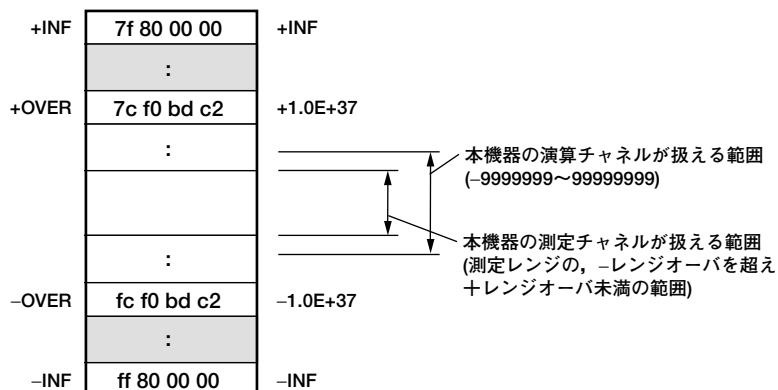 +INF 7f 80 00 00 +INF
:
+OVER 7c f0 bd c2 +1.0E+37
:
本機器の演算チャネルが扱える範囲
(–9999999～99999999)
:
本機器の測定チャネルが扱える範囲
(測定レンジの，–レンジオーバを超え
＋レンジオーバ未満の範囲)
–OVER fc f0 bd c2 –1.0E+37
:
–INF ff 80 00 00 –INF